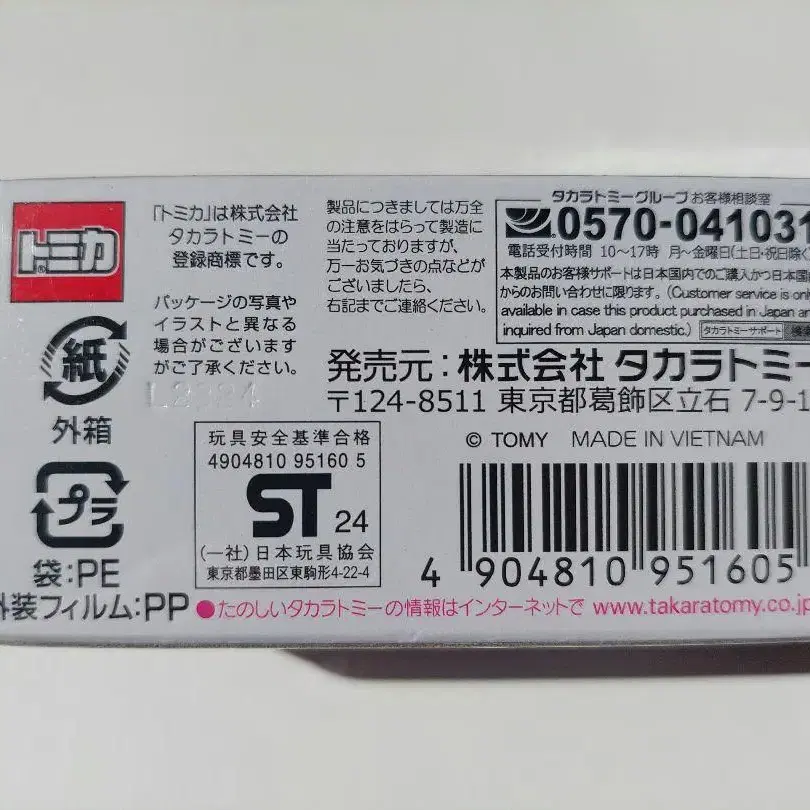 トミカ
®
「トミカ」は株式会社
タカラトミーの
登録商標です。
パッケージの写真や
イラストと異なる
場合がございます
がご了承ください。
製品につきましては万全
の注意をはらって製造に
当たっておりますが、
万一お気づきの点などが
ございましたら、
右記までご連絡ください。
タカラトミーグループお客様相談室
0570-041031
電話受付時間 10〜17時 月〜金曜日(土日・祝日除く
本製品のお客様サポートは日本国内でのご購入かつ日本国
からのお問い合わせに限ります。(Customer service is on
available in case this product purchased in Japan an
inquired from Japan domestic.) タカラトミーサポート
発売元:株式会社 タカラトミー
〒124-8511 東京都葛飾区立石 7-9-1
© TOMY MADE IN VIETNAM
紙
外箱
プラ
袋:PE
外装フィルム:PP
玩具安全基準合格
4904810 95160 5
ST 24
(一社)日本玩具協会
東京都墨田区東駒形4-22-4
4 904810 951605
●たのしいタカラトミーの情報はインターネットで www.takaratomy.co.jp